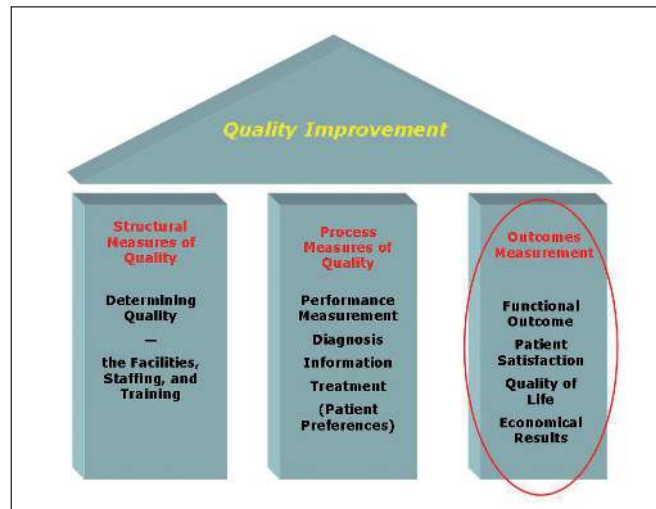 Quality Improvement
Structural
Measures of
Quality
Determining
Quality
—
the Facilities,
Staffing, and
Training
Process
Measures of
Quality
Performance
Measurement
Diagnosis
Information
Treatment
(Patient
Preferences)
Outcomes
Measurement
Functional
Outcome
Patient
Satisfaction
Quality of
Life
Economical
Results